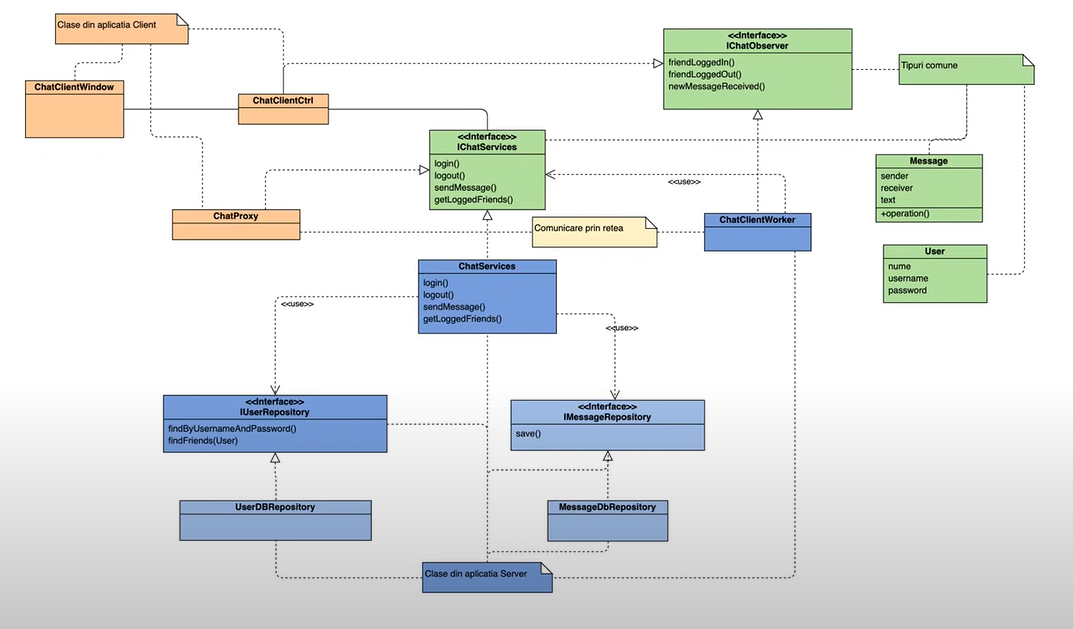 Clase din aplicatia Client
<<Interface>>
IChatObserver
friendLoggedIn()
friendLoggedOut()
newMessageReceived()
Tipuri comune
ChatClientWindow
ChatClientCtrl
<<Interface>>
IChatServices
login()
logout()
sendMessage()
getLoggedFriends()
Message
sender
receiver
text
+operation()
<<use>>
ChatProxy
Comunicare prin retea
ChatClientWorker
User
nume
username
password
ChatServices
login()
logout()
sendMessage()
getLoggedFriends()
<<use>>
<<use>>
<<Interface>>
IUserRepository
findByUsernameAndPassword()
findFriends(User)
<<Interface>>
IMessageRepository
save()
UserDBRepository
MessageDbRepository
Clase din aplicatia Server